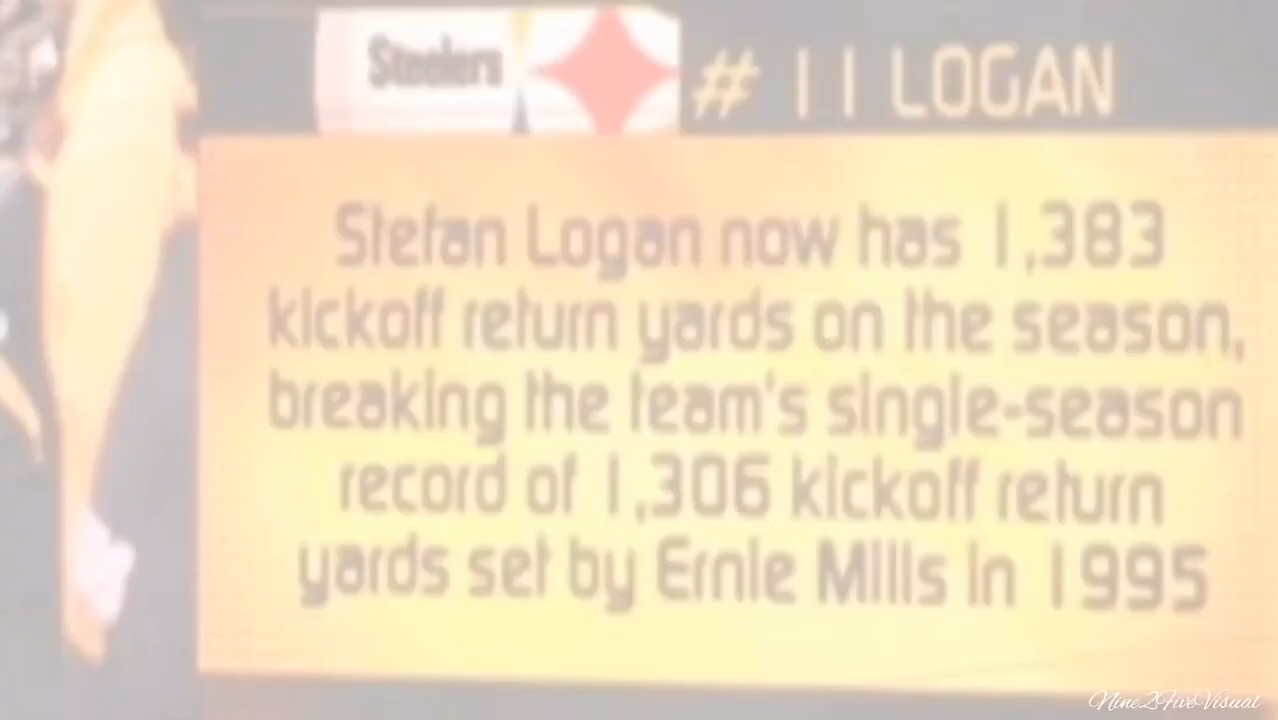 Steelers # 11 LOGAN
Stefan Logan now has 1,383
kickoff return yards on the season,
breaking the team's single-season
record of 1,306 kickoff return
yards set by Ernie Mills in 1995
Nine2FiveVisual